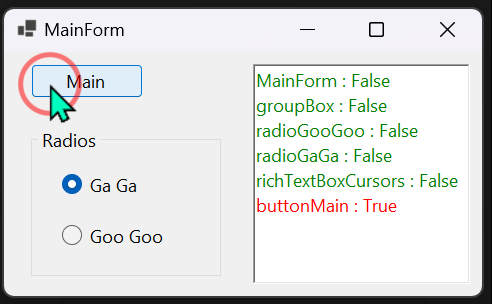 MainForm
Main
Radios
Ga Ga
Goo Goo
MainForm : False
groupBox : False
radioGooGoo : False
radioGaGa : False
richTextBoxCursors : False
buttonMain : True